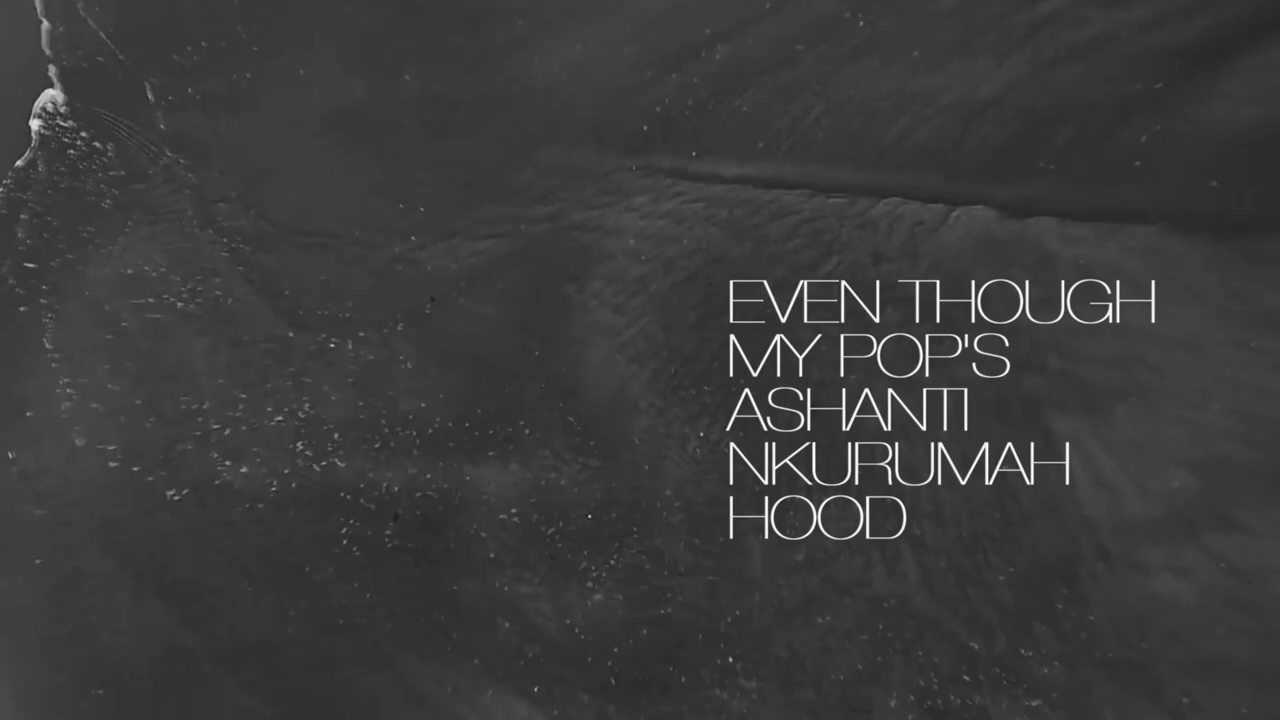 EVEN THOUGH
MY POP'S
ASHANTI
NKURUMAH
HOOD